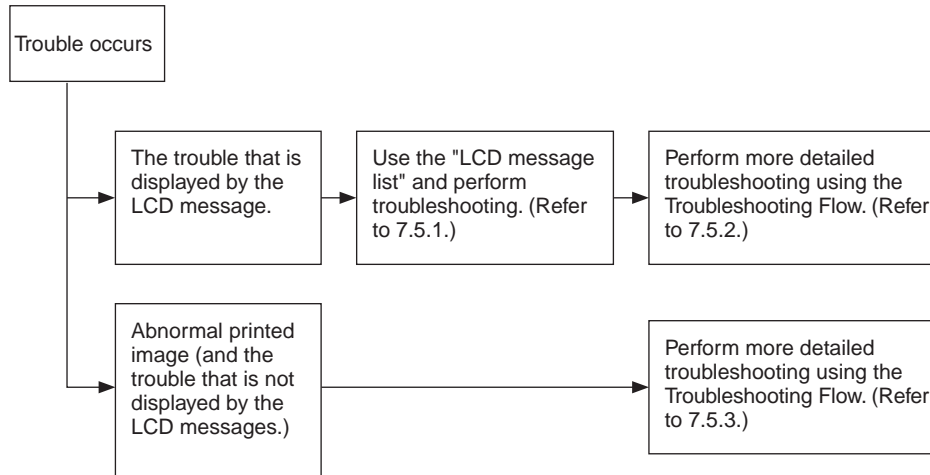 Trouble occurs
The trouble that is
displayed by the
LCD message.
Use the "LCD message
list" and perform
troubleshooting. (Refer
to 7.5.1.)
Perform more detailed
troubleshooting using the
Troubleshooting Flow. (Refer
to 7.5.2.)
Abnormal printed
image (and the
trouble that is not
displayed by the
LCD messages.)
Perform more detailed
troubleshooting using the
Troubleshooting Flow. (Refer
to 7.5.3.)